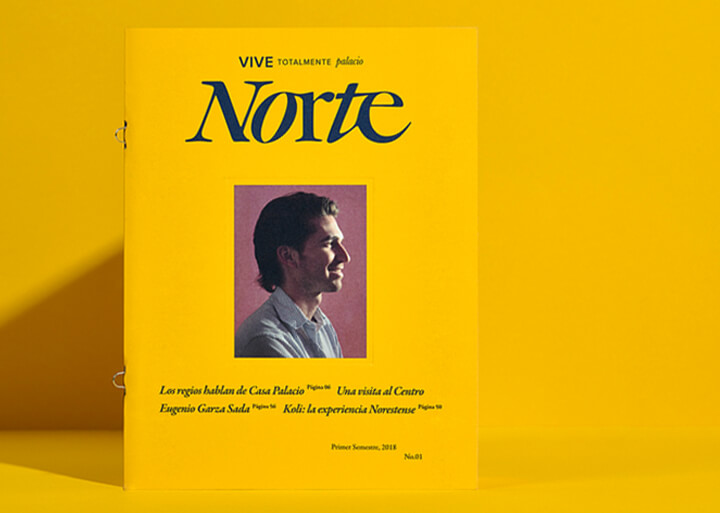 VIVE TOTALMENTE palacio
Norte
Los regios hablan de Casa Palacio Página 06 Una visita al Centro
Eugenio Garza Sada Página 56 Koli: la experiencia Norestense Página 50
Primer Semestre, 2018
No.01